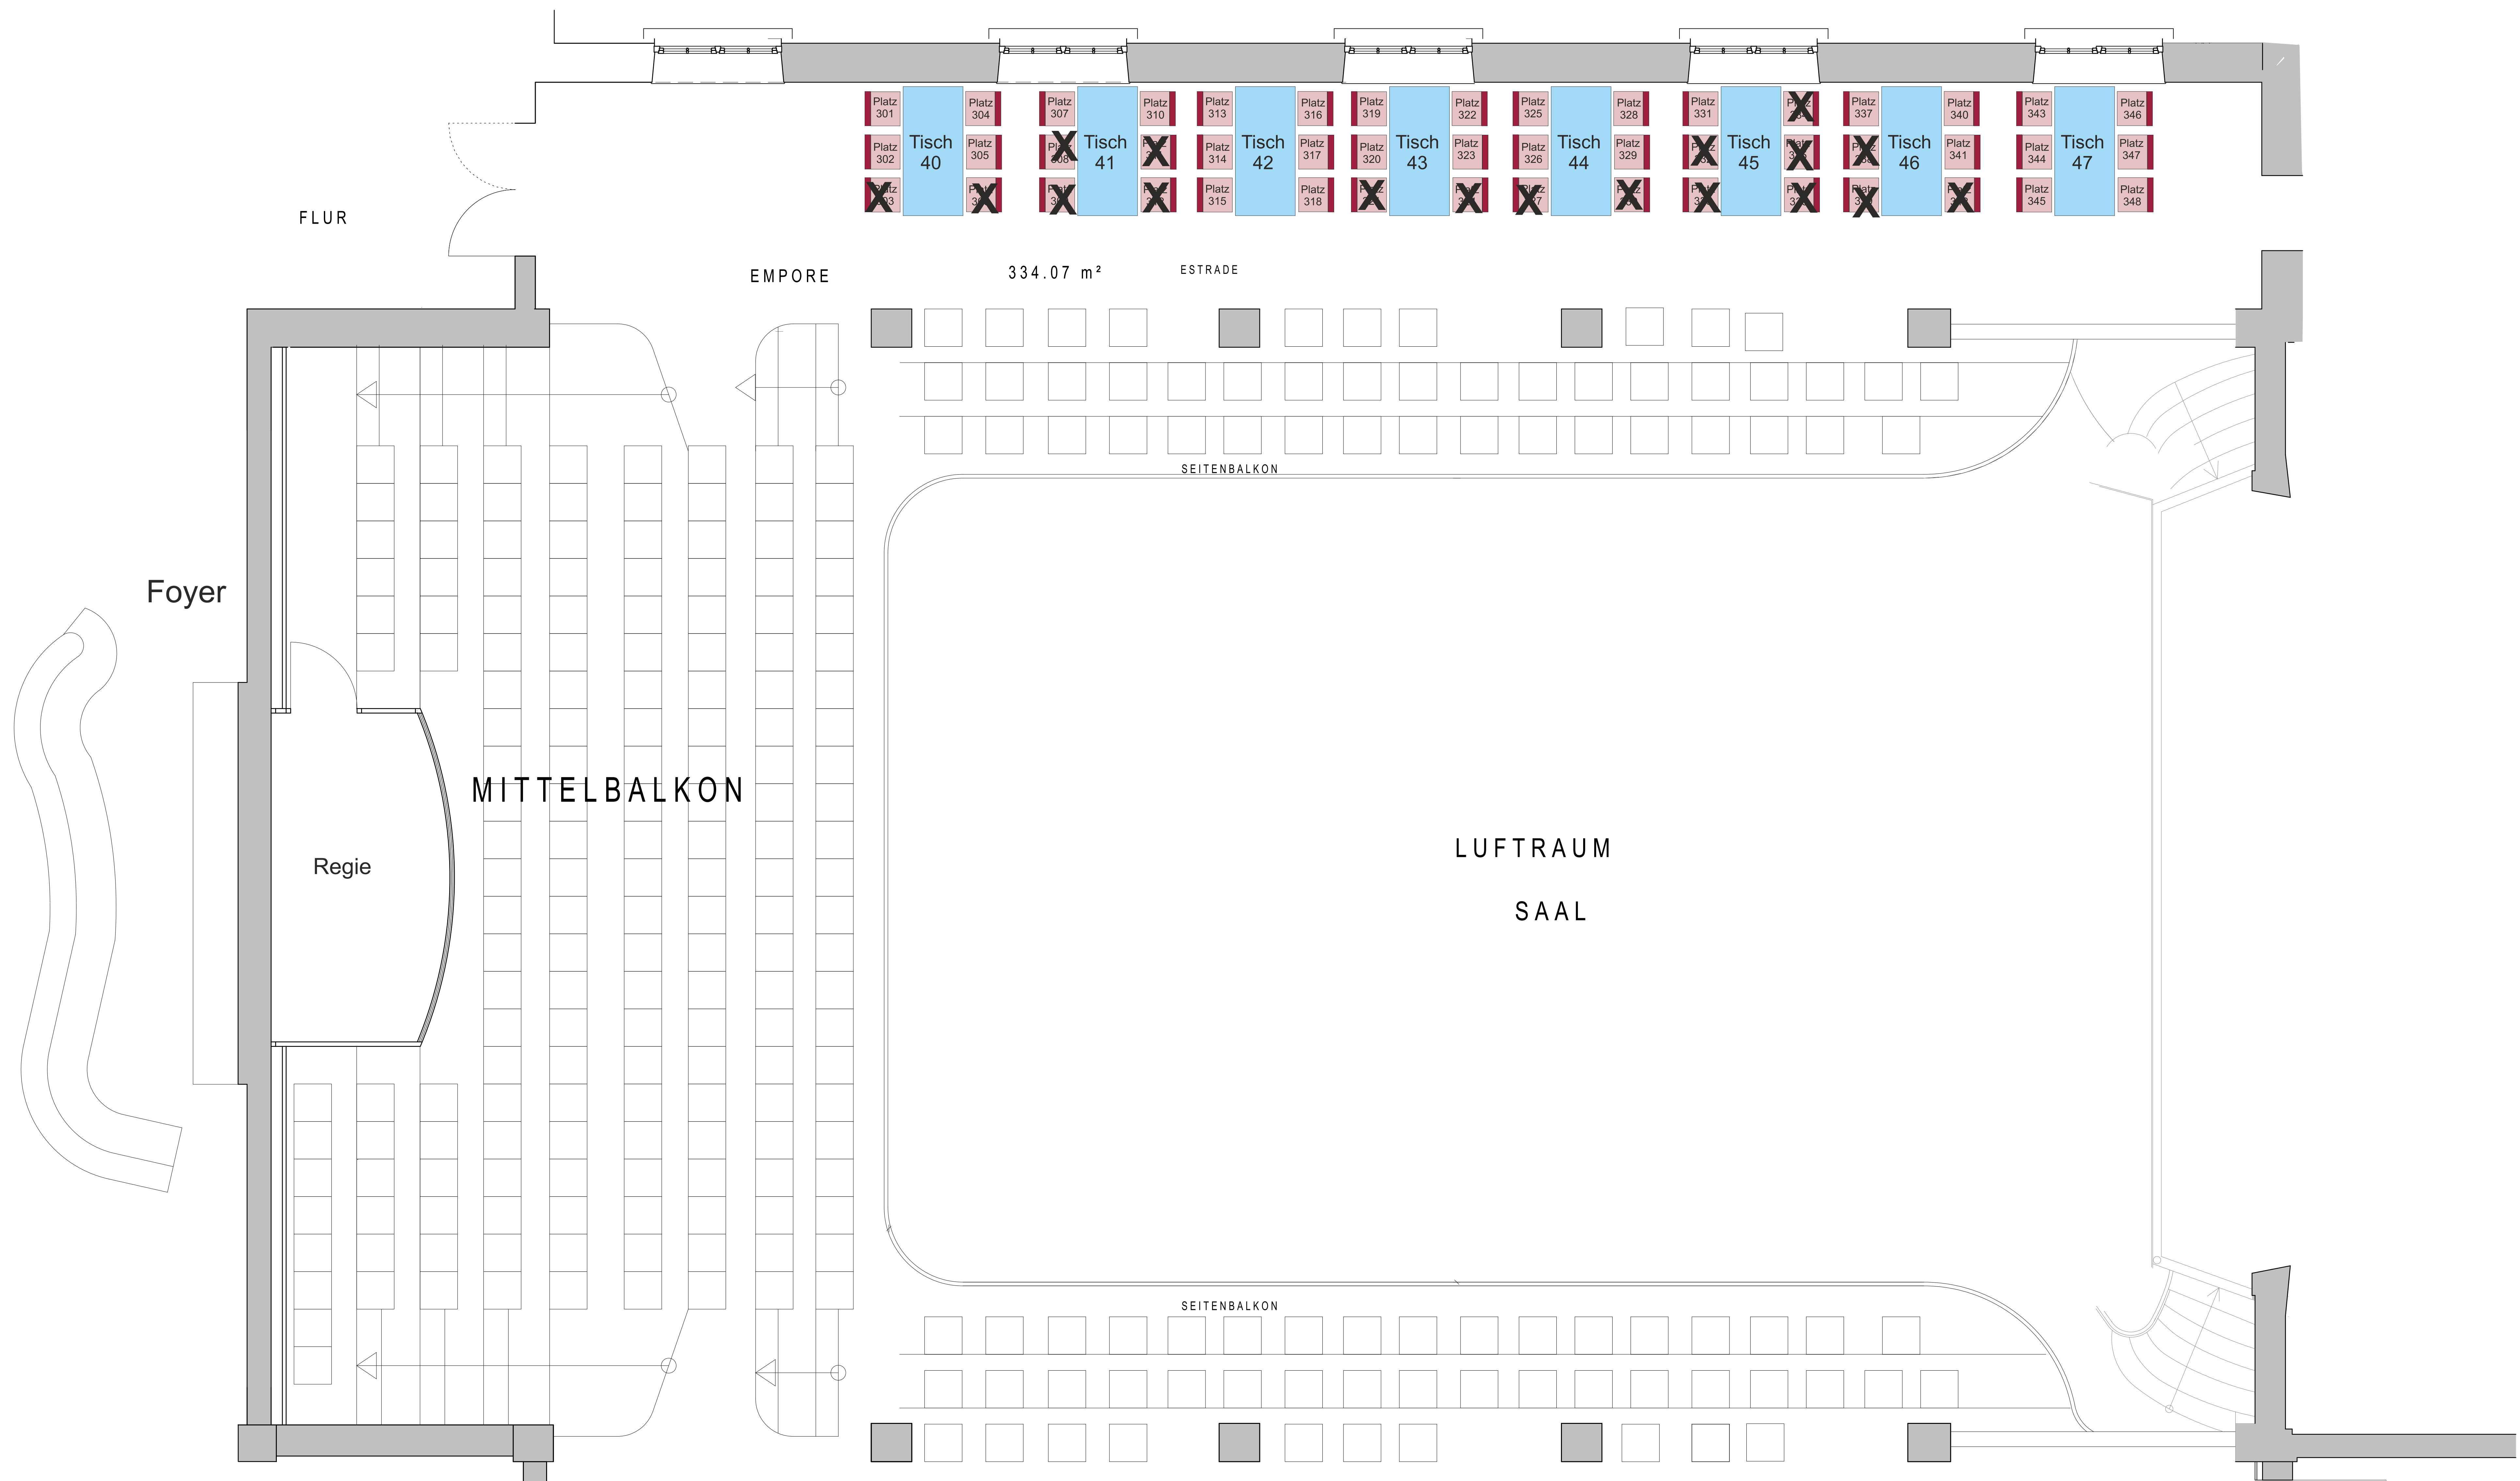 Platz
301
Platz
302
Tisch
40
Platz
304
Platz
305
Platz
307
Tisch
41
Platz
310
Platz
313
Platz
314
Platz
315
Tisch
42
Platz
316
Platz
317
Platz
318
Platz
319
Platz
320
Tisch
43
Platz
322
Platz
323
Platz
325
Platz
326
Tisch
44
Platz
328
Platz
329
Platz
331
Tisch
45
Platz
337
Tisch
46
Platz
340
Platz
341
Platz
343
Platz
344
Platz
345
Tisch
47
Platz
346
Platz
347
Platz
348
FLUR
EMPORE
334.07 m²
ESTRADE
SEITENBALKON
Foyer
MITTELBALKON
Regie
LUFTRAUM
SAAL
SEITENBALKON